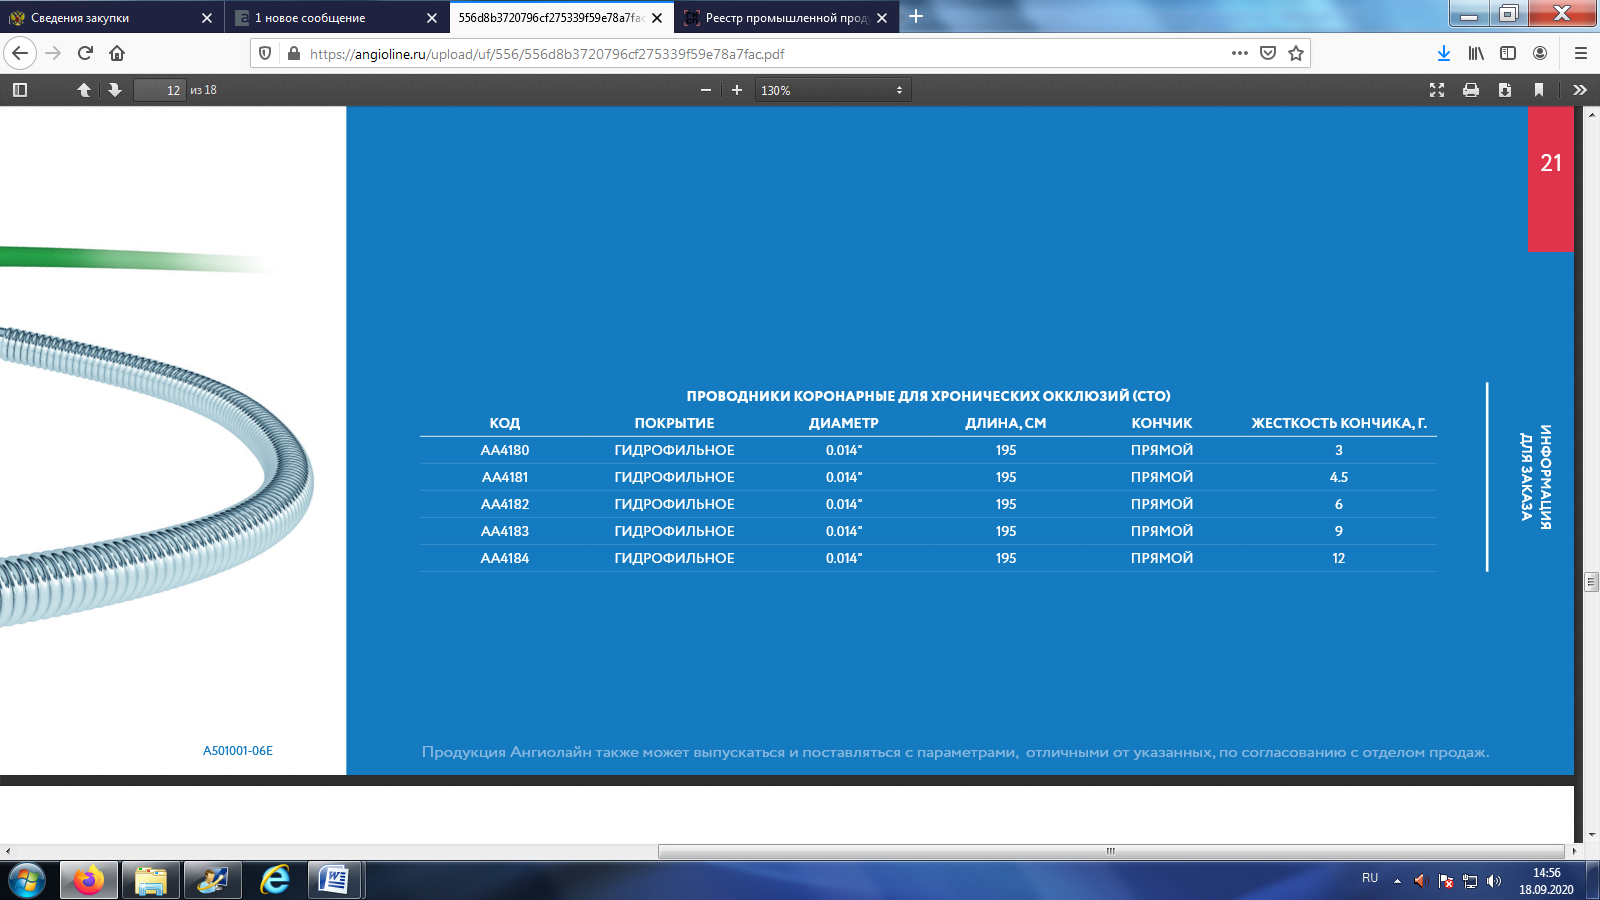 Сведения закупки
1 новое сообщение
556d8b3720796cf275339f59e78a7fac
Реестр промышленной прод
https://angioline.ru/upload/uf/556/556d8b3720796cf275339f59e78a7fac.pdf
12 из 18
130%
21
ПРОВОДНИКИ КОРОНАРНЫЕ ДЛЯ ХРОНИЧЕСКИХ ОККЛЮЗИЙ (CTO)
КОД ПОКРЫТИЕ ДИАМЕТР ДЛИНА, СМ КОНЧИК ЖЕСТКОСТЬ КОНЧИКА, Г.
AA4180 ГИДРОФИЛЬНОЕ 0.014" 195 ПРЯМОЙ 3
AA4181 ГИДРОФИЛЬНОЕ 0.014" 195 ПРЯМОЙ 4.5
AA4182 ГИДРОФИЛЬНОЕ 0.014" 195 ПРЯМОЙ 6
AA4183 ГИДРОФИЛЬНОЕ 0.014" 195 ПРЯМОЙ 9
AA4184 ГИДРОФИЛЬНОЕ 0.014" 195 ПРЯМОЙ 12
ИНФОРМАЦИЯ
ДЛЯ ЗАКАЗА
A501001-06E
Продукция Ангиолайн также может выпускаться и поставляться с параметрами, отличными от указанных, по согласованию с отделом продаж.
RU
14:56
18.09.2020